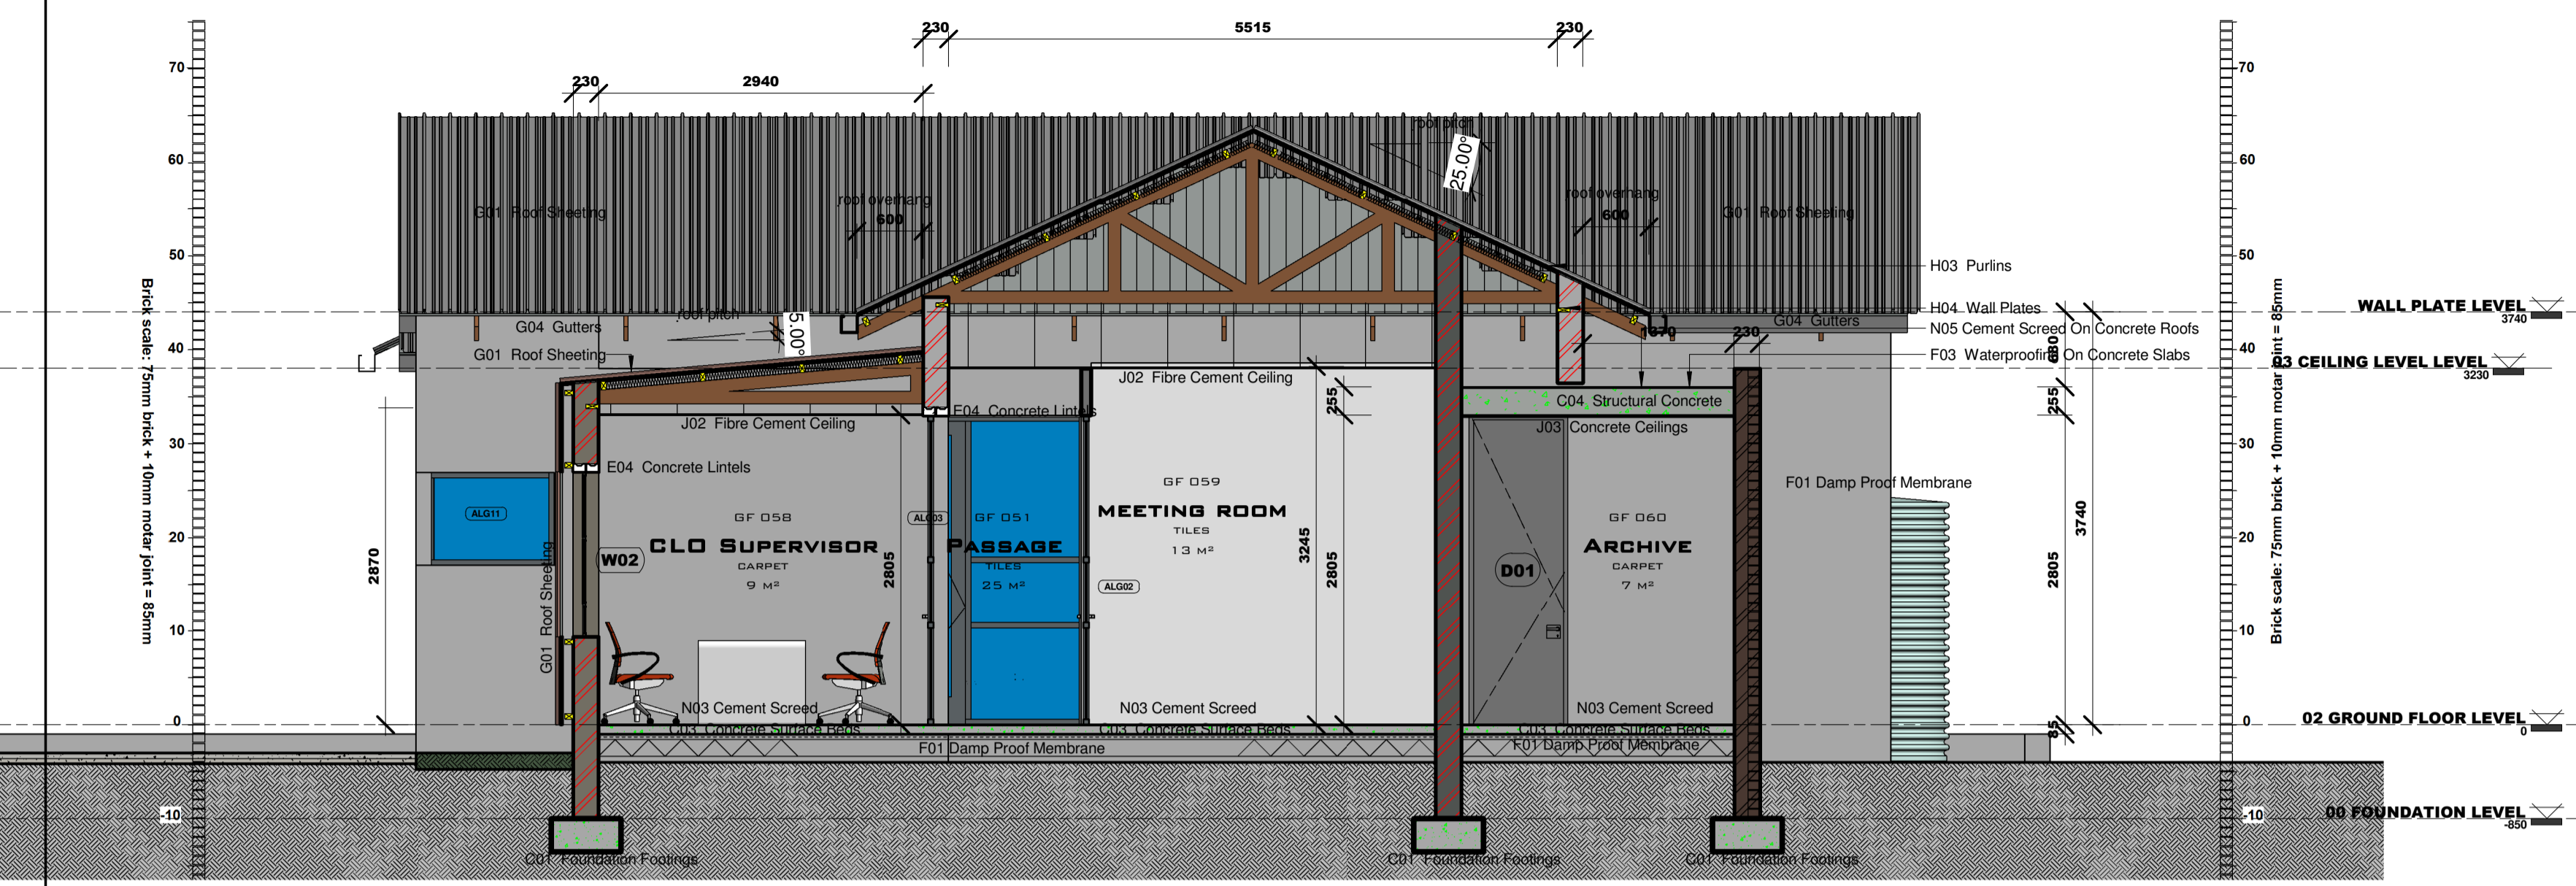 230
5515
230
230
2940
70
60
50
40
30
20
10
0
-10
Brick scale: 75mm brick + 10mm motar joint = 85mm
roof pitch
25.00°
roof overhang
600
roof overhang
600
G01 Roof Sheeting
G01 Roof Sheeting
H03 Purlins
roof pitch
5.00°
G04 Gutters
G01 Roof Sheeting
H04 Wall Plates
G04 Gutters
N05 Cement Screed On Concrete Roofs
F03 Waterproofing On Concrete Slabs
370
230
680
WALL PLATE LEVEL
3740
03 CEILING LEVEL LEVEL
3230
J02 Fibre Cement Ceiling
J02 Fibre Cement Ceiling
E04 Concrete Lintels
E04 Concrete Lintels
255
C04 Structural Concrete
J03 Concrete Ceilings
255
F01 Damp Proof Membrane
ALG11
2870
G01 Roof Sheeting
W02
GF 058
CLO Supervisor
CARPET
9 M²
2805
ALG03
GF 051
Passage
TILES
25 M²
GF 059
MEETING ROOM
TILES
13 M²
ALG02
3245
2805
D01
GF 060
Archive
CARPET
7 M²
2805
3740
85
N03 Cement Screed
N03 Cement Screed
N03 Cement Screed
C03 Concrete Surface Beds
C03 Concrete Surface Beds
C03 Concrete Surface Beds
F01 Damp Proof Membrane
F01 Damp Proof Membrane
C01 Foundation Footings
C01 Foundation Footings
C01 Foundation Footings
70
60
50
40
30
20
10
0
-10
Brick scale: 75mm brick + 10mm motar joint = 85mm
02 GROUND FLOOR LEVEL
0
00 FOUNDATION LEVEL
-850